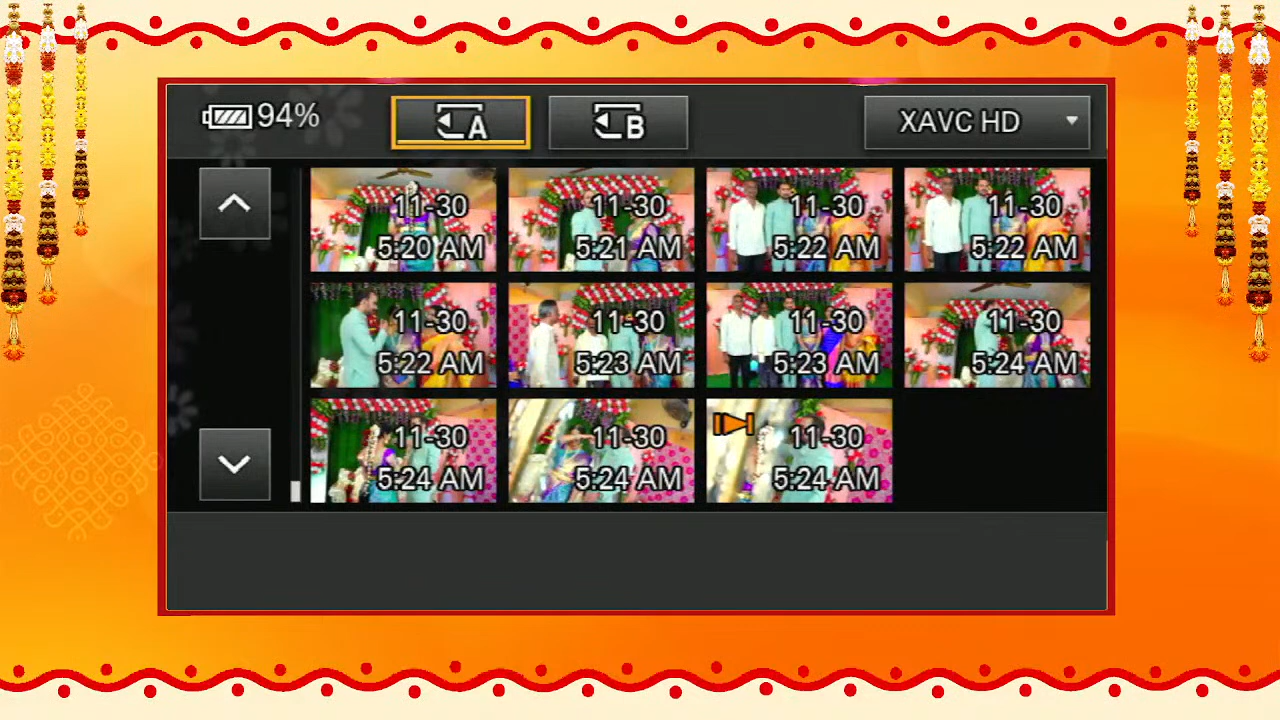 94%
A
B
XAVC HD
11-30
5:20 AM
11-30
5:21 AM
11-30
5:22 AM
11-30
5:22 AM
11-30
5:22 AM
11-30
5:23 AM
11-30
5:23 AM
11-30
5:24 AM
11-30
5:24 AM
11-30
5:24 AM
11-30
5:24 AM